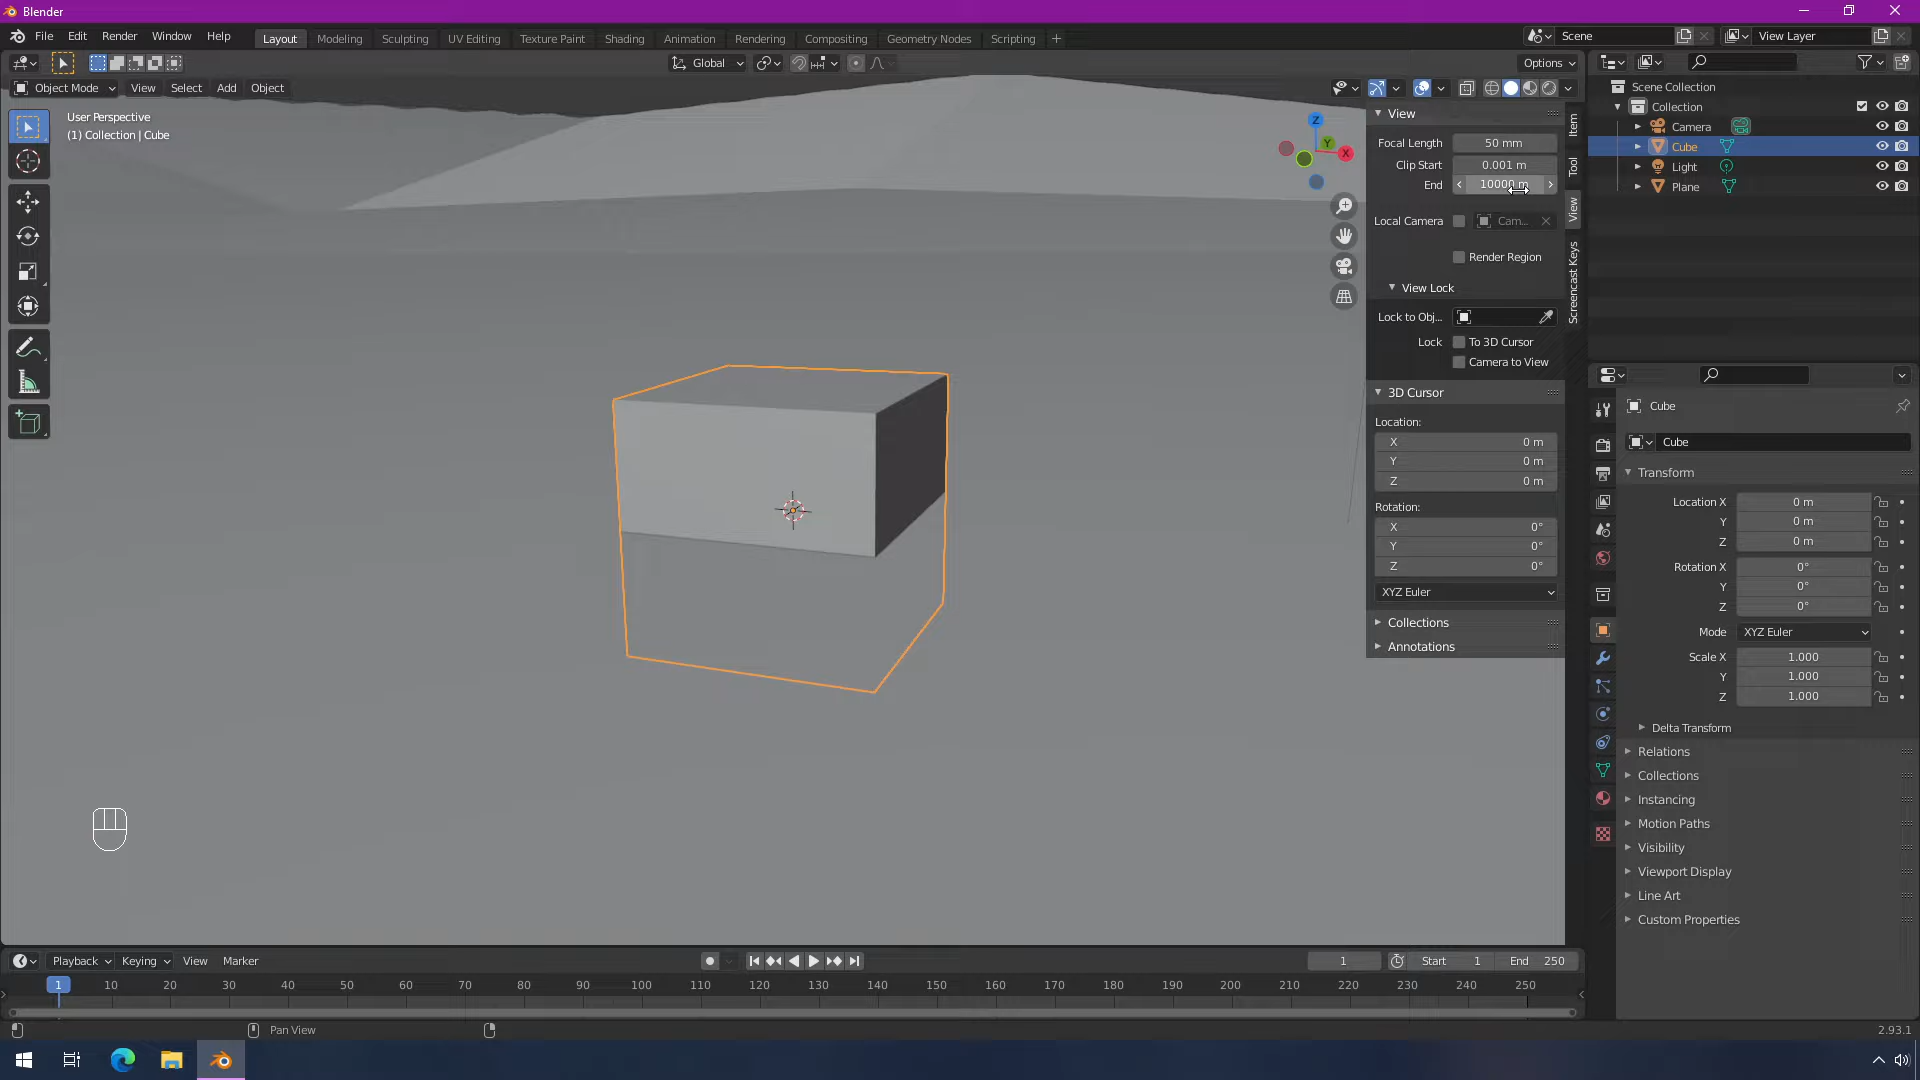 Blender
File Edit Render Window Help
Layout Modeling Sculpting UV Editing Texture Paint Shading Animation Rendering Compositing Geometry Nodes Scripting +
Scene
View Layer
Global
Options
Object Mode View Select Add Object
User Perspective
(1) Collection | Cube
Z
Y
X
View
Focal Length 50 mm
Clip Start 0.001 m
End 10000 m
Local Camera Cam...
Render Region
View Lock
Lock to Obj...
Lock To 3D Cursor
Camera to View
3D Cursor
Location:
X 0 m
Y 0 m
Z 0 m
Rotation:
X 0°
Y 0°
Z 0°
XYZ Euler
Collections
Annotations
Item
Tool
View
Screencast Keys
Scene Collection
Collection
Camera
Cube
Light
Plane
Cube
Cube
Transform
Location X 0 m
Y 0 m
Z 0 m
Rotation X 0°
Y 0°
Z 0°
Mode XYZ Euler
Scale X 1.000
Y 1.000
Z 1.000
Delta Transform
Relations
Collections
Instancing
Motion Paths
Visibility
Viewport Display
Line Art
Custom Properties
Playback Keying View Marker
1
Start 1 End 250
1 10 20 30 40 50 60 70 80 90 100 110 120 130 140 150 160 170 180 190 200 210 220 230 240 250
Pan View
2.93.1